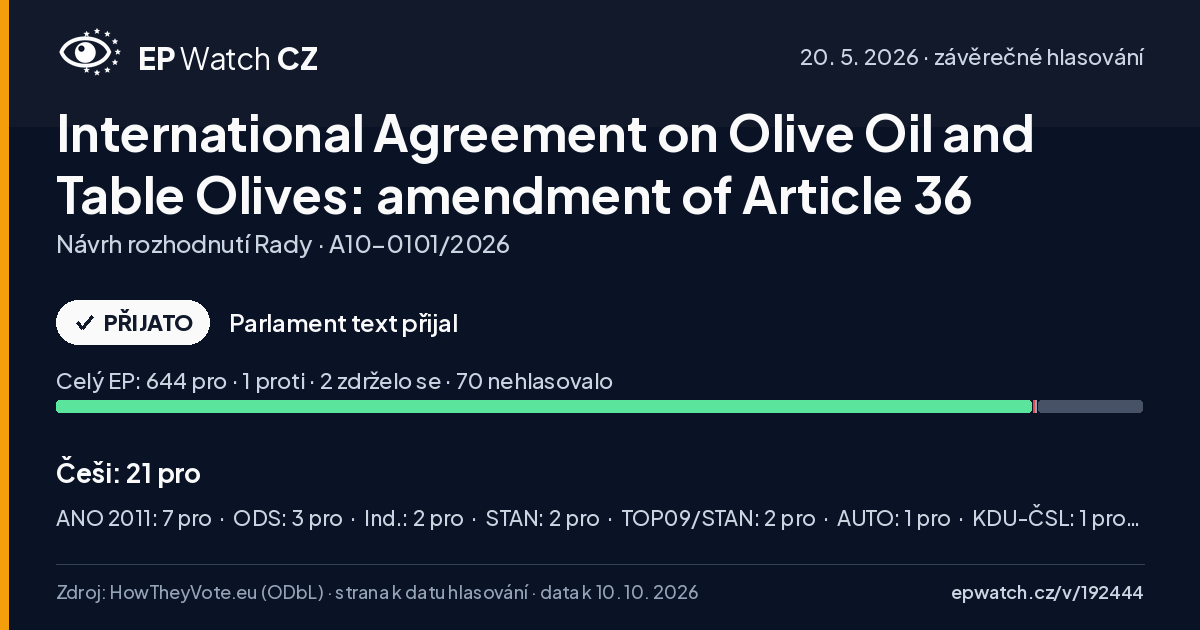 EP Watch CZ
20. 5. 2026 · závěrečné hlasování
International Agreement on Olive Oil and
Table Olives: amendment of Article 36
Návrh rozhodnutí Rady · A10–0101/2026
✓ PŘIJATO
Parlament text přijal
Celý EP: 644 pro · 1 proti · 2 zdrželo se · 70 nehlasovalo
Češi: 21 pro
ANO 2011: 7 pro · ODS: 3 pro · Ind.: 2 pro · STAN: 2 pro · TOP09/STAN: 2 pro · AUTO: 1 pro · KDU-ČSL: 1 pro…
Zdroj: HowTheyVote.eu (ODbL) · strana k datu hlasování · data k 10. 10. 2026
epwatch.cz/v/192444